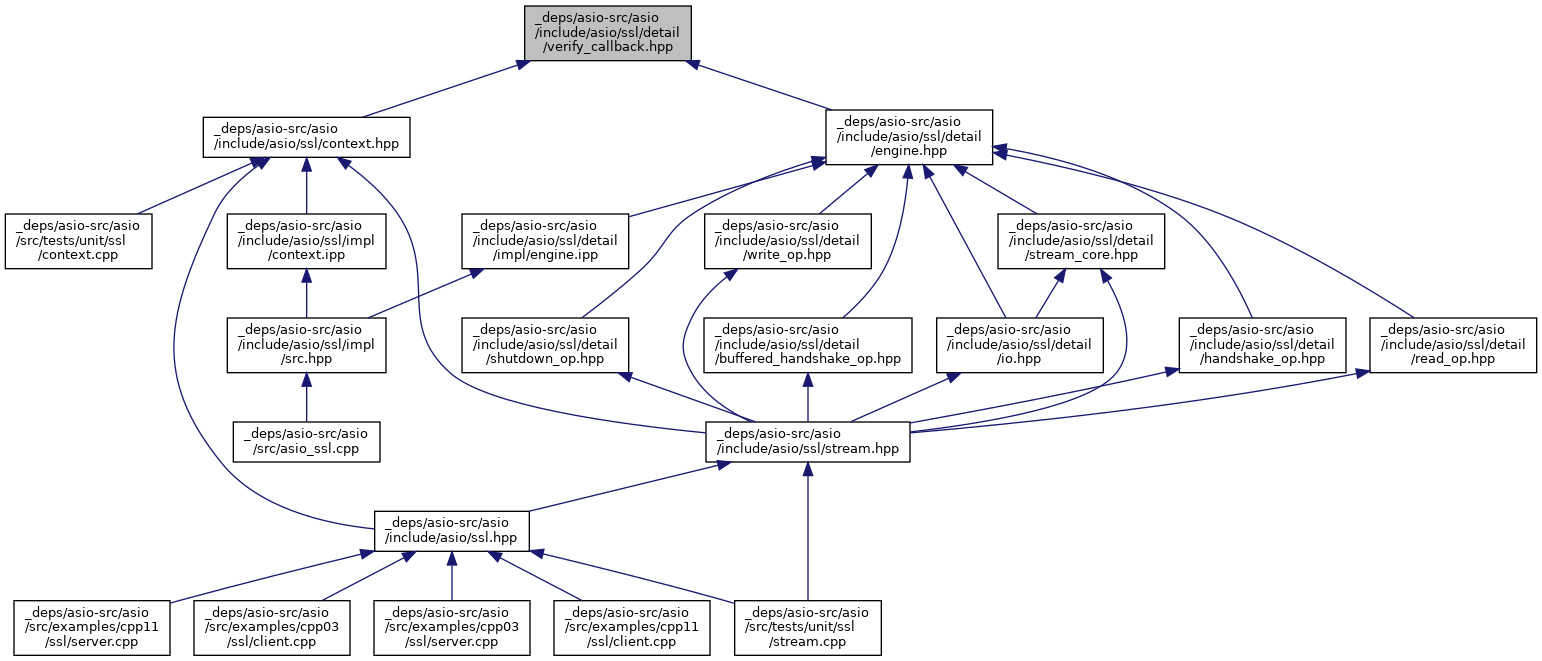 _deps/asio-src/asio
/include/asio/ssl/detail
/verify_callback.hpp
_deps/asio-src/asio
/include/asio/ssl/context.hpp
_deps/asio-src/asio
/include/asio/ssl/detail
/engine.hpp
_deps/asio-src/asio
/src/tests/unit/ssl
/context.cpp
_deps/asio-src/asio
/include/asio/ssl/impl
/context.ipp
_deps/asio-src/asio
/include/asio/ssl/detail
/impl/engine.ipp
_deps/asio-src/asio
/include/asio/ssl/detail
/write_op.hpp
_deps/asio-src/asio
/include/asio/ssl/detail
/stream_core.hpp
_deps/asio-src/asio
/include/asio/ssl/impl
/src.hpp
_deps/asio-src/asio
/include/asio/ssl/detail
/shutdown_op.hpp
_deps/asio-src/asio
/include/asio/ssl/detail
/buffered_handshake_op.hpp
_deps/asio-src/asio
/include/asio/ssl/detail
/io.hpp
_deps/asio-src/asio
/include/asio/ssl/detail
/handshake_op.hpp
_deps/asio-src/asio
/include/asio/ssl/detail
/read_op.hpp
_deps/asio-src/asio
/src/asio_ssl.cpp
_deps/asio-src/asio
/include/asio/ssl/stream.hpp
_deps/asio-src/asio
/include/asio/ssl.hpp
_deps/asio-src/asio
/src/examples/cpp11
/ssl/server.cpp
_deps/asio-src/asio
/src/examples/cpp03
/ssl/client.cpp
_deps/asio-src/asio
/src/examples/cpp03
/ssl/server.cpp
_deps/asio-src/asio
/src/examples/cpp11
/ssl/client.cpp
_deps/asio-src/asio
/src/tests/unit/ssl
/stream.cpp